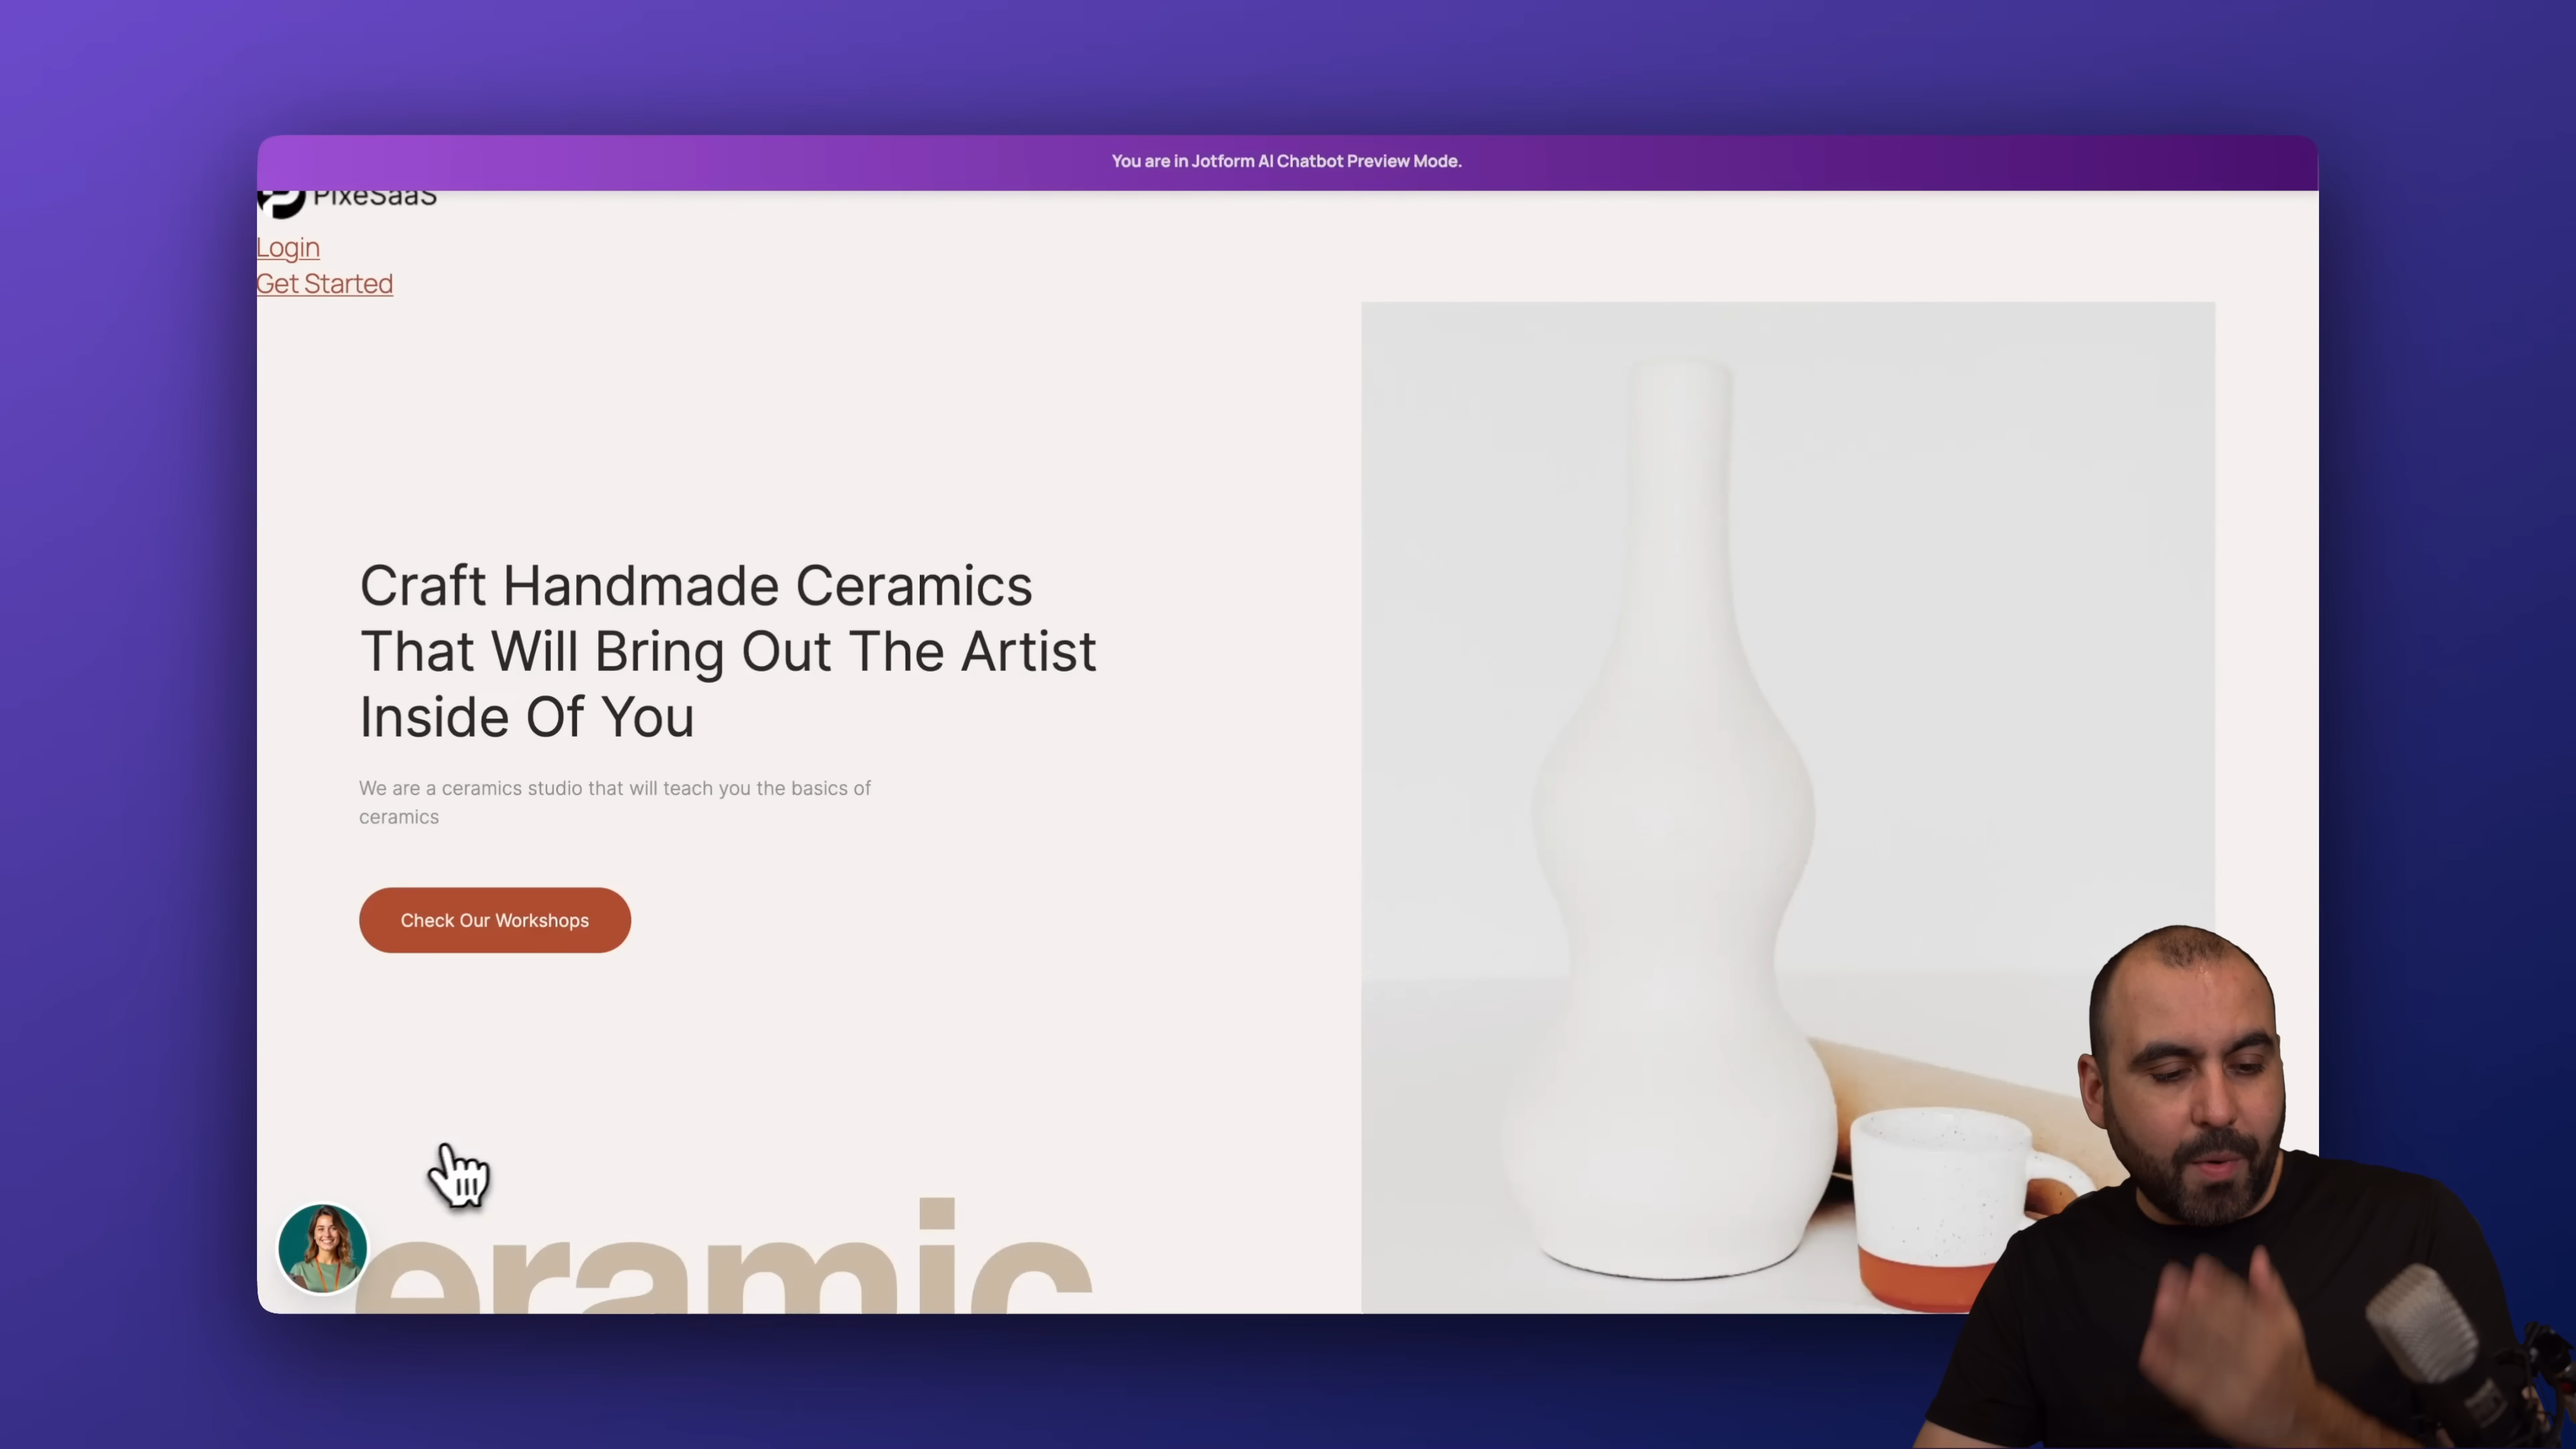 You are in Jotform AI Chatbot Preview Mode.
PixeSaaS
Login
Get Started
Craft Handmade Ceramics
That Will Bring Out The Artist
Inside Of You
We are a ceramics studio that will teach you the basics of
ceramics
Check Our Workshops
eramic